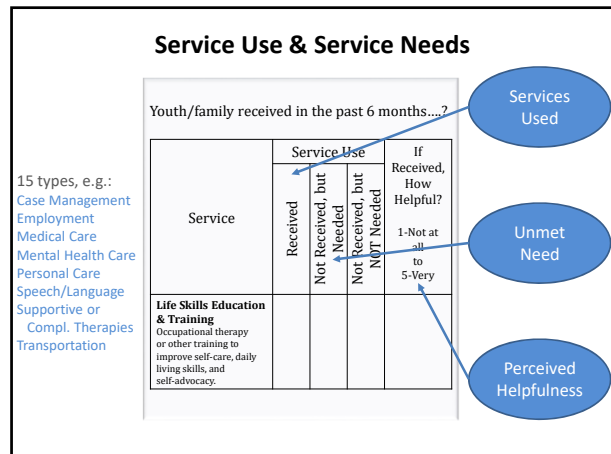 Service Use & Service Needs
Youth/family received in the past 6 months....?
15 types, e.g.:
Case Management
Employment
Medical Care
Mental Health Care
Personal Care
Speech/Language
Supportive or
Compl. Therapies
Transportation
Service
Service Use
Received
Not Received, but
Needed
Not Received, but
NOT Needed
If
Received,
How
Helpful?
1-Not at
all
to
5-Very
Life Skills Education
& Training
Occupational therapy
or other training to
improve self-care, daily
living skills, and
self-advocacy.
Services
Used
Unmet
Need
Perceived
Helpfulness